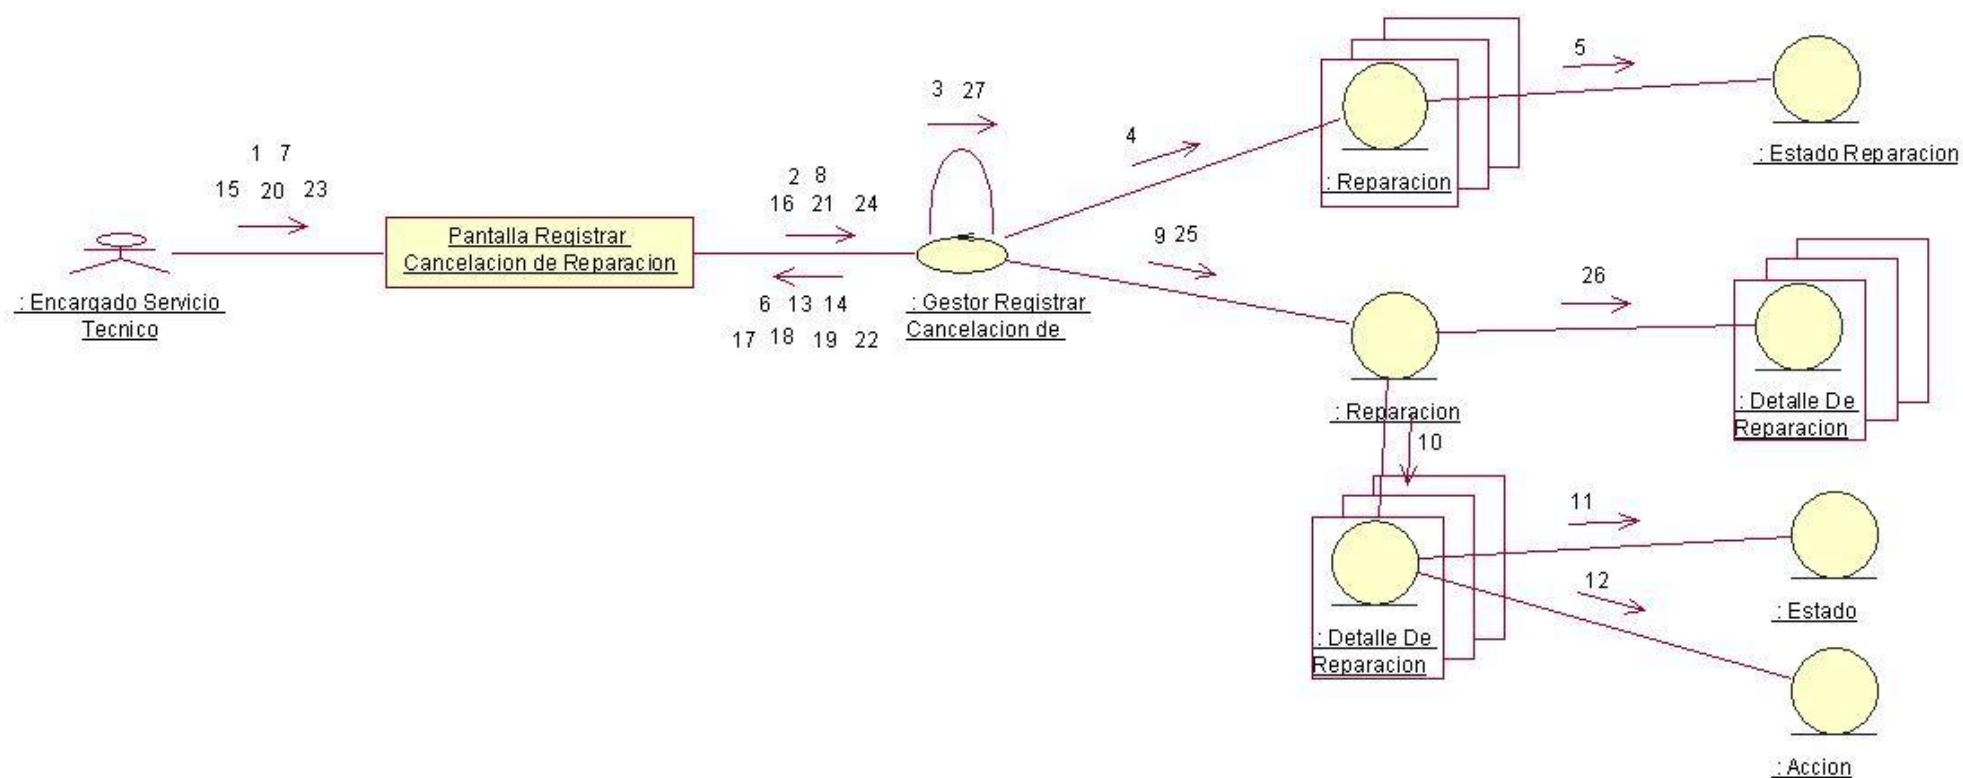 5
3 27
4
1 7
: Estado Reparacion
2 8
: Reparacion
15 20 23
16 21 24
Pantalla Registrar
Cancelacion de Reparacion
9 25
26
6 13 14
: Encargado Servicio
Tecnico
: Gestor Registrar
Cancelacion de
17 18 19 22
: Reparacion
: Detalle De
Reparacion
10
11
12
: Estado
: Detalle De
Reparacion
: Accion